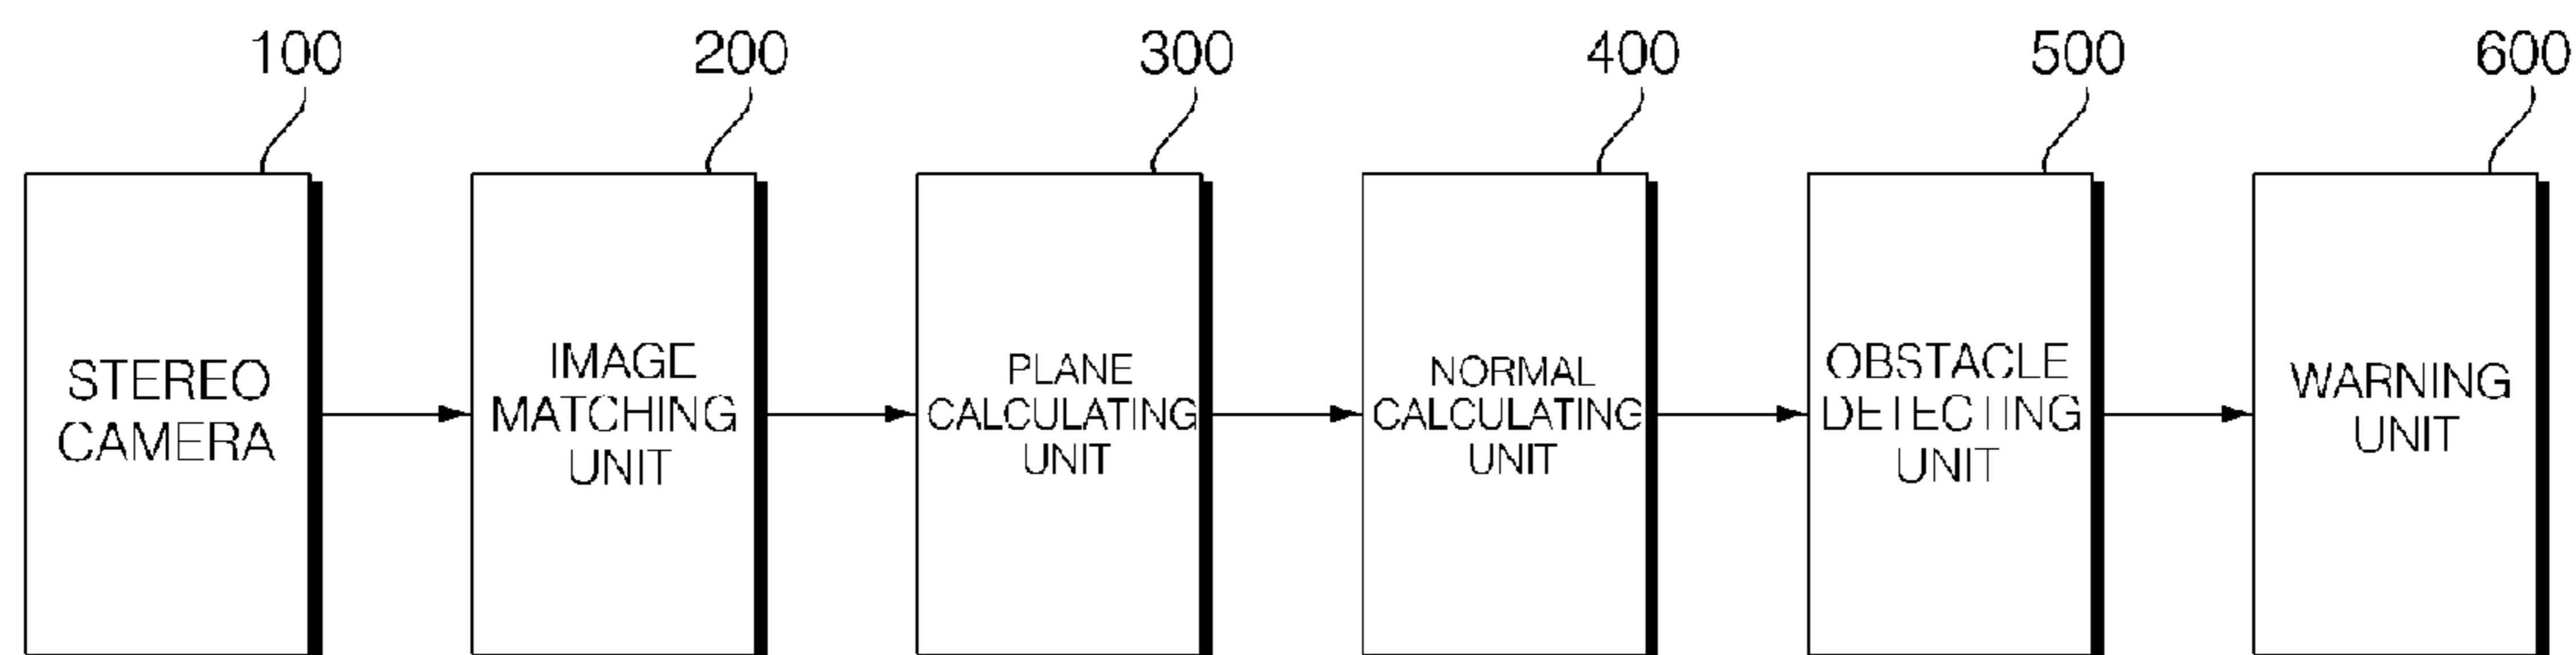 100
200
300
400
500
600
STEREO
CAMERA
IMAGE
MATCHING
UNIT
PLANE
CALCULATING
UNIT
NORMAL
CALCULATING
UNIT
OBSTACLE
DETECTING
UNIT
WARNING
UNIT